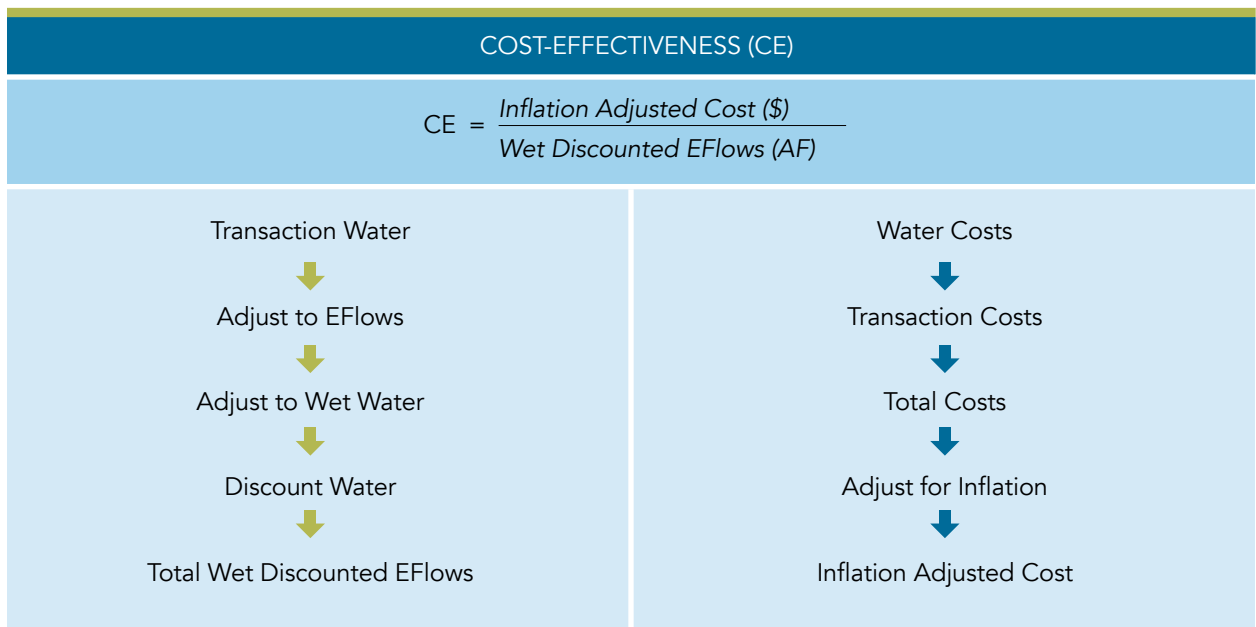 COST-EFFECTIVENESS (CE)
CE = Inflation Adjusted Cost ($)
Wet Discounted EFlows (AF)
Transaction Water
Adjust to EFlows
Adjust to Wet Water
Discount Water
Total Wet Discounted EFlows
Water Costs
Transaction Costs
Total Costs
Adjust for Inflation
Inflation Adjusted Cost